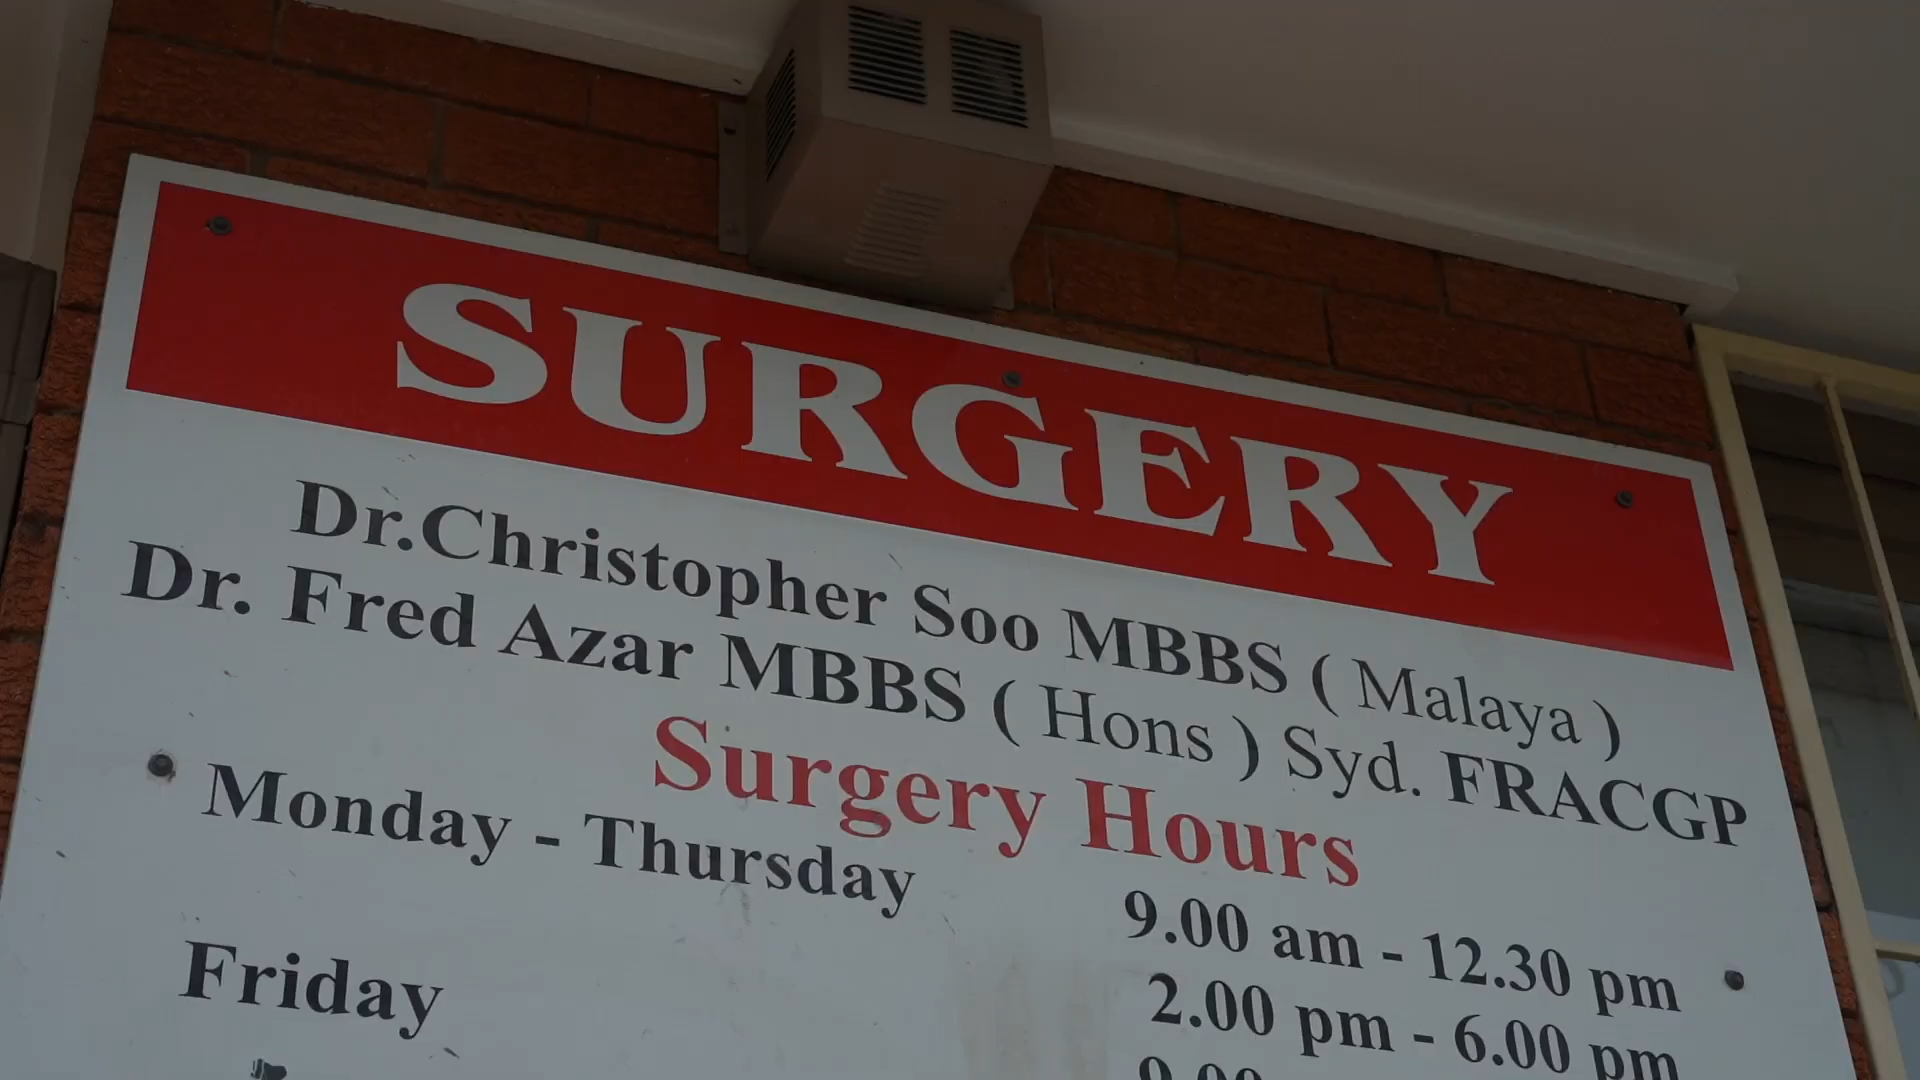 SURGERY
Dr.Christopher Soo MBBS ( Malaya )
Dr. Fred Azar MBBS ( Hons ) Syd. FRACGP
Surgery Hours
Monday - Thursday
9.00 am - 12.30 pm
2.00 pm - 6.00 pm
Friday